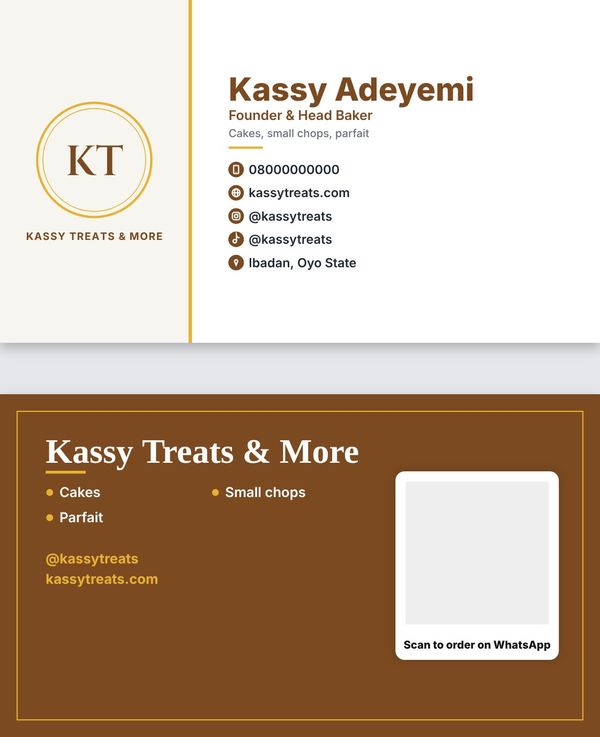 KT
KASSY TREATS & MORE
Kassy Adeyemi
Founder & Head Baker
Cakes, small chops, parfait
08000000000
kassytreats.com
@kassytreats
@kassytreats
Ibadan, Oyo State
Kassy Treats & More
Cakes
Small chops
Parfait
@kassytreats
kassytreats.com
Scan to order on WhatsApp